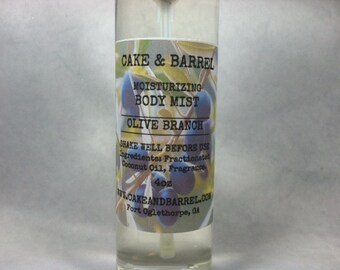 CAKE & BARREL
MOISTURIZING
BODY MIST
OLIVE BRANCH
SHAKE WELL BEFORE USE
Ingredients: Fractionated
Coconut Oil, Fragrance
4oz
WWW.CAKEANDBARREL.COM
Fort Oglethorpe, GA